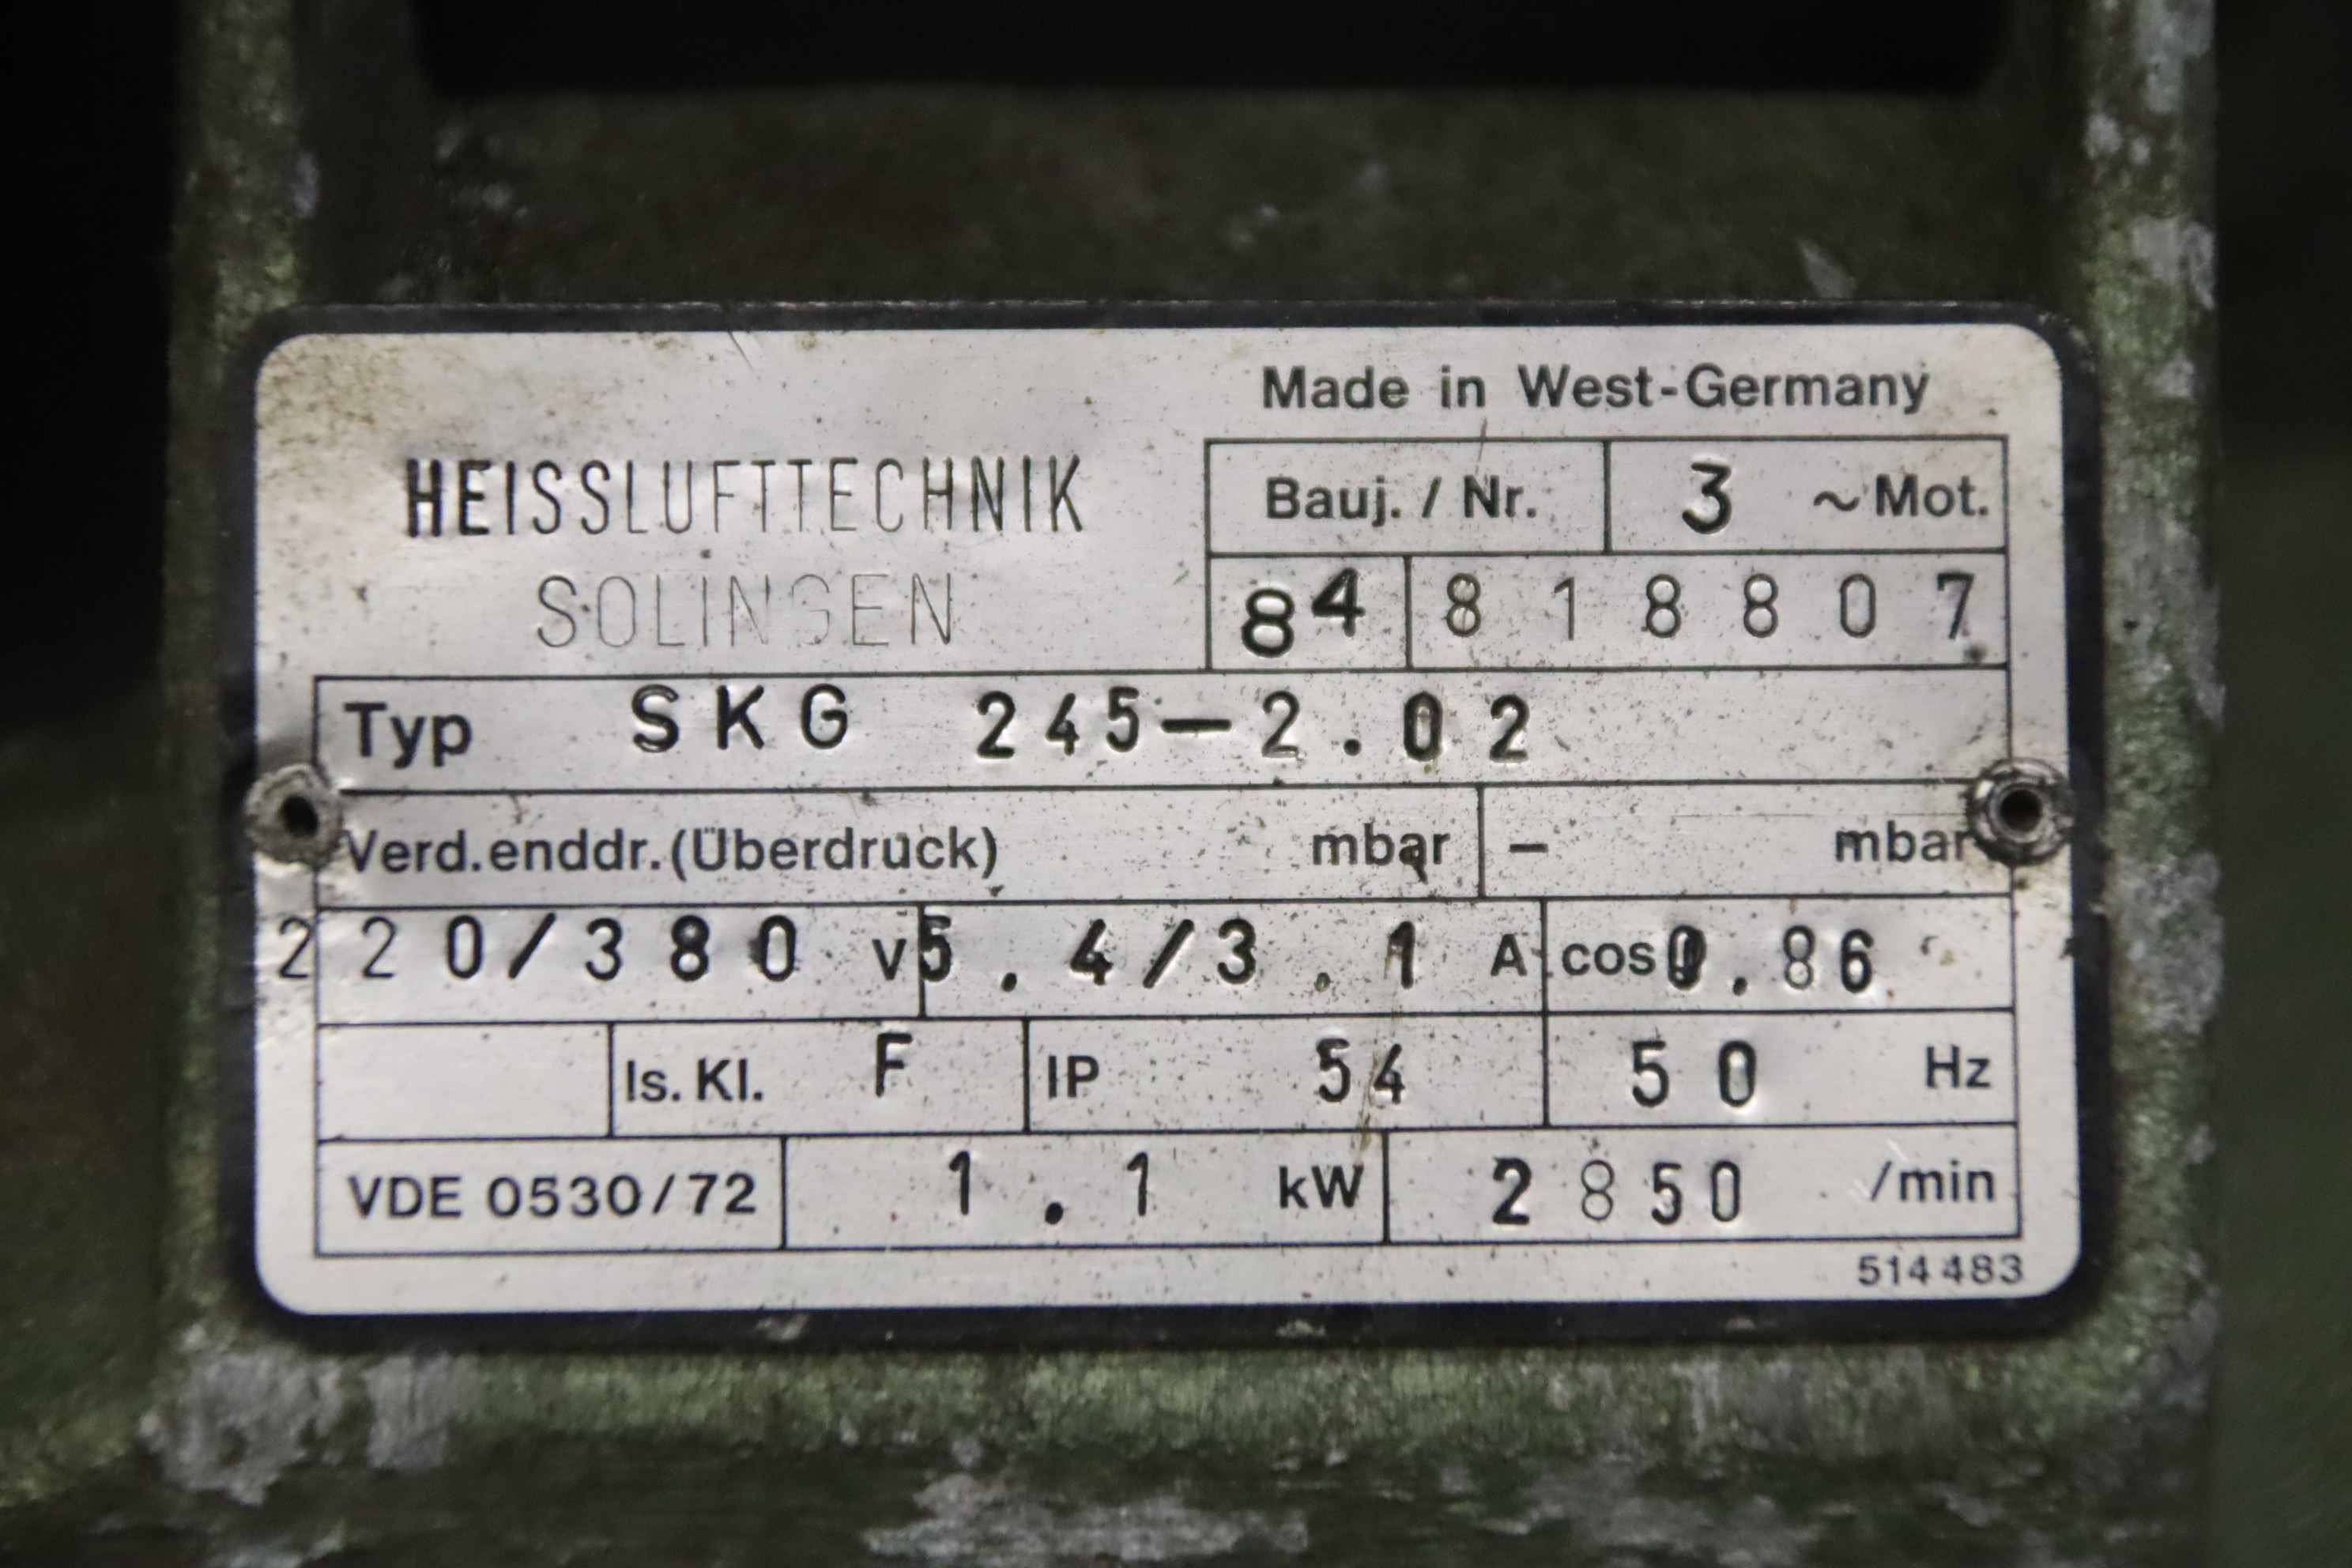 Made in West-Germany
HEISSLUFTTECHNIK
SOLINGEN
Bauj. / Nr. 3 ~ Mot.
84 818807
Typ SKG 245-2.02
Verd.enddr.(Überdruck) mbar - mbar
220/380 V 5.4/3.1 A cos 0.86
Is. Kl. F IP 54 50 Hz
VDE 0530/72 1.1 kW 2850 /min
514 483